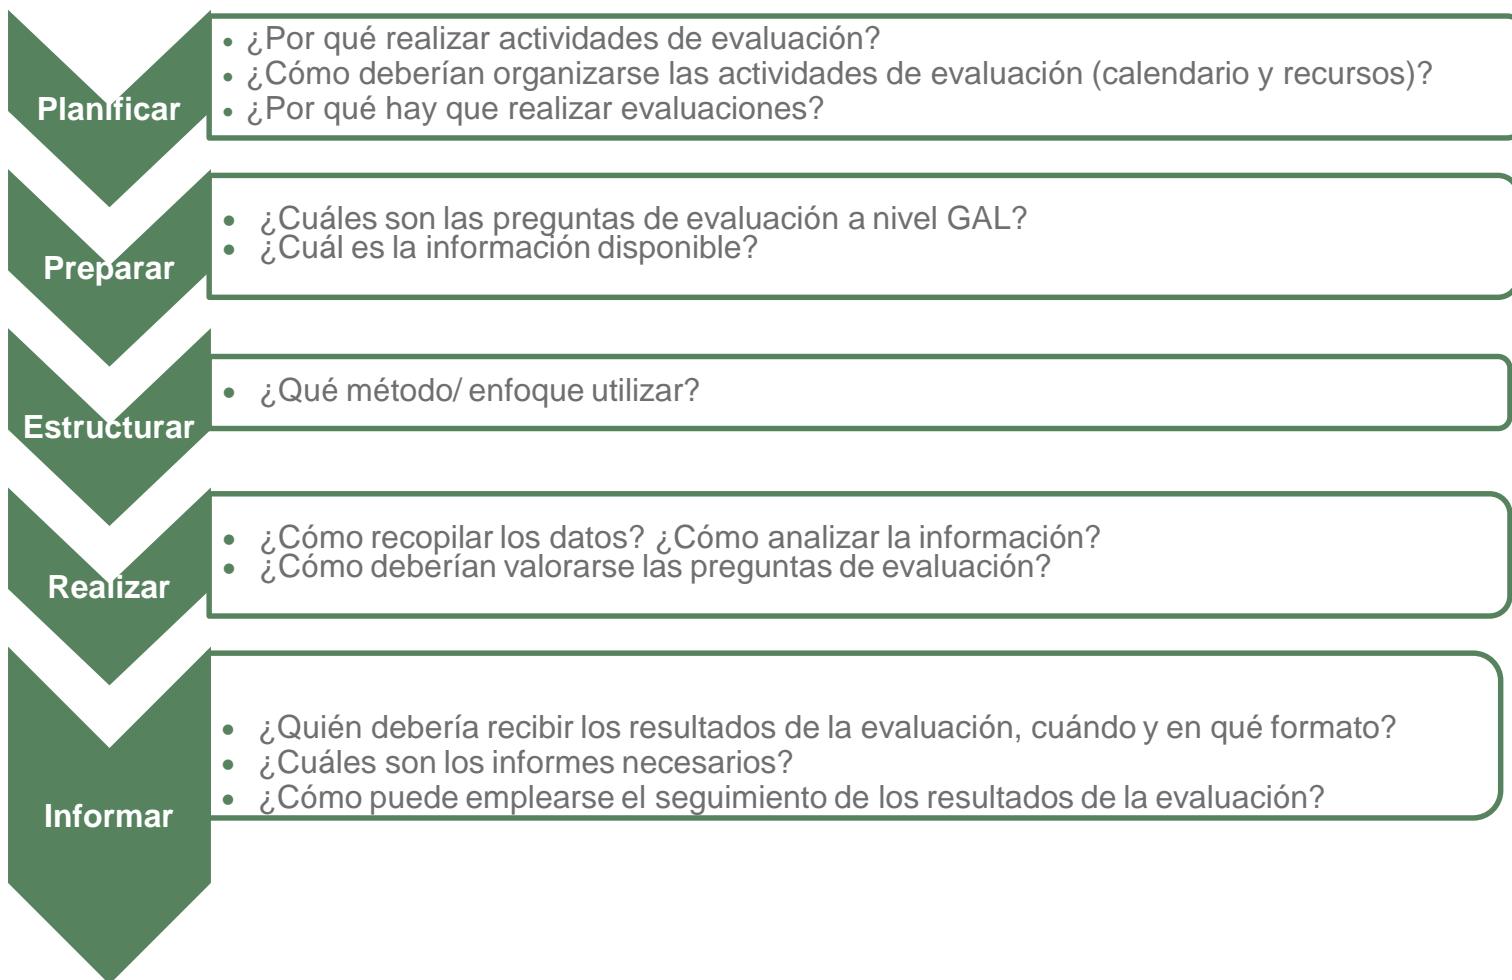 Planificar
• ¿Por qué realizar actividades de evaluación?
• ¿Cómo deberían organizarse las actividades de evaluación (calendario y recursos)?
• ¿Por qué hay que realizar evaluaciones?
Preparar
• ¿Cuáles son las preguntas de evaluación a nivel GAL?
• ¿Cuál es la información disponible?
Estructurar
• ¿Qué método/ enfoque utilizar?
Realizar
• ¿Cómo recopilar los datos? ¿Cómo analizar la información?
• ¿Cómo deberían valorarse las preguntas de evaluación?
Informar
• ¿Quién debería recibir los resultados de la evaluación, cuándo y en qué formato?
• ¿Cuáles son los informes necesarios?
• ¿Cómo puede emplearse el seguimiento de los resultados de la evaluación?